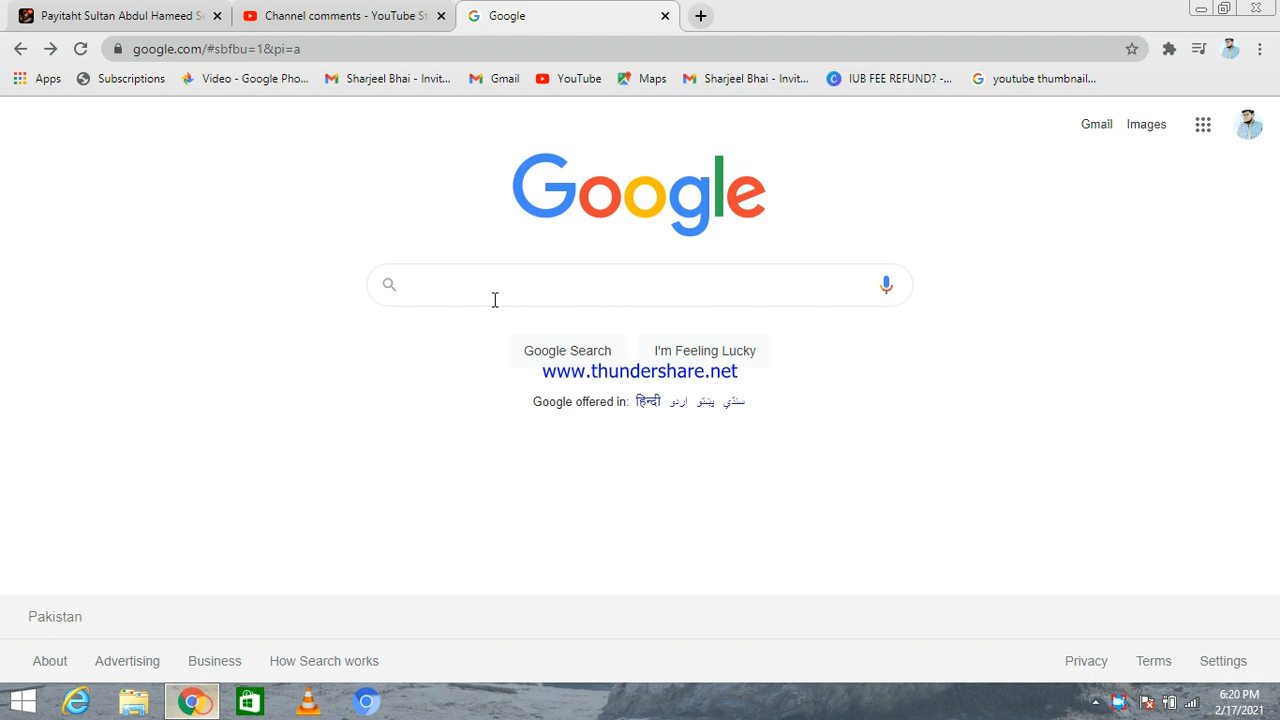 Payitaht Sultan Abdul Hameed S
Channel comments - YouTube St
Google
google.com/#sbfbu=1&pi=a
Apps
Subscriptions
Video - Google Pho...
Sharjeel Bhai - Invit...
Gmail
YouTube
Maps
Sharjeel Bhai - Invit...
IUB FEE REFUND? -...
youtube thumbnail...
Gmail
Images
Google
Google Search
I'm Feeling Lucky
www.thundershare.net
Google offered in: हिन्दी اردو پښتو سنڌي
Pakistan
About
Advertising
Business
How Search works
Privacy
Terms
Settings
6:20 PM
2/17/2021